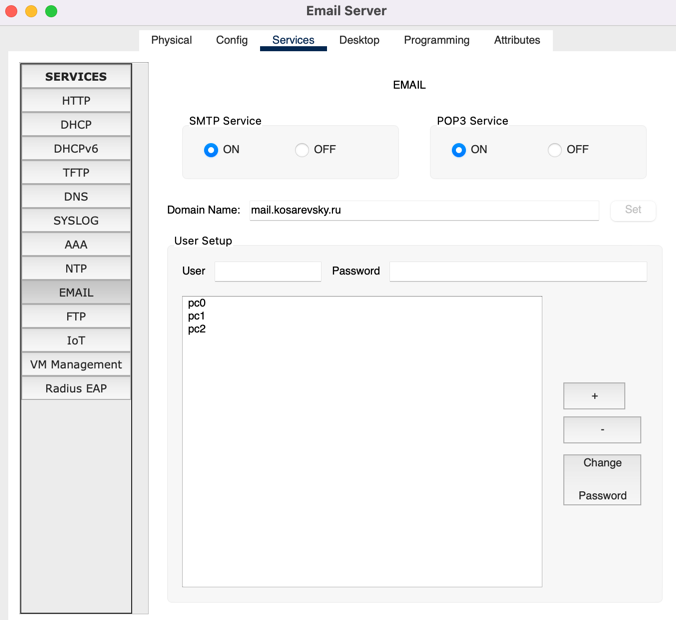 Email Server
Physical Config Services Desktop Programming Attributes
SERVICES
HTTP
DHCP
DHCPv6
TFTP
DNS
SYSLOG
AAA
NTP
EMAIL
FTP
IoT
VM Management
Radius EAP
EMAIL
SMTP Service
ON OFF
POP3 Service
ON OFF
Domain Name: mail.kosarevsky.ru Set
User Setup
User Password
pc0
pc1
pc2
+
-
Change
Password